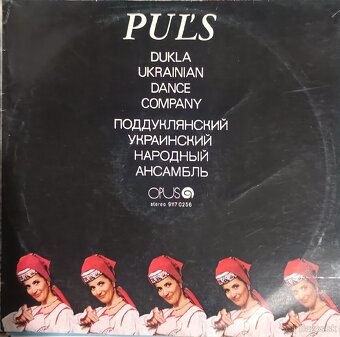 PUĽS
DUKLA
UKRAINIAN
DANCE
COMPANY
ПОДДУКЛЯНСКИЙ
УКРАИНСКИЙ
НАРОДНЫЙ
АНСАМБЛЬ
OPUS
stereo 9117 0256